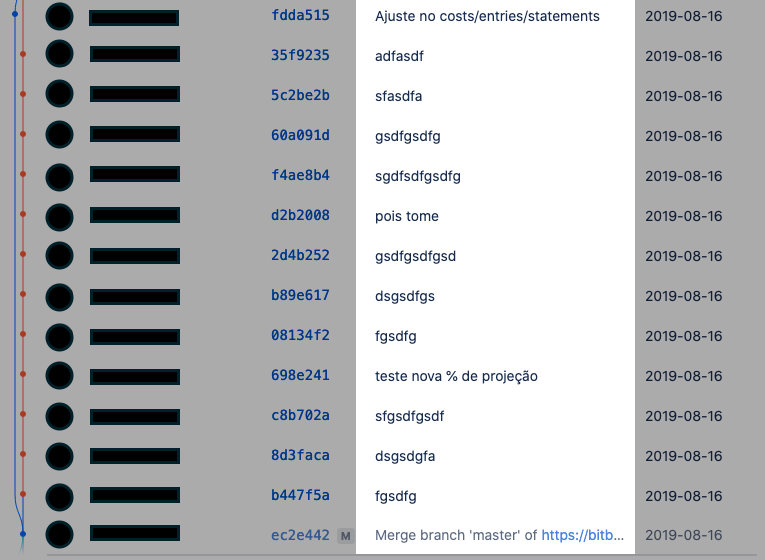 fdda515 Ajuste no costs/entries/statements 2019-08-16
35f9235 adfasdf 2019-08-16
5c2be2b sfasdfa 2019-08-16
60a091d gsdfgsdfg 2019-08-16
f4ae8b4 sgdfsdfgsdfg 2019-08-16
d2b2008 pois tome 2019-08-16
2d4b252 gsdfgsdfgsd 2019-08-16
b89e617 dsgsdfgs 2019-08-16
08134f2 fgsdfg 2019-08-16
698e241 teste nova % de projeção 2019-08-16
c8b702a sfgsdfgsdf 2019-08-16
8d3faca dsgsdgfa 2019-08-16
b447f5a fgsdfg 2019-08-16
ec2e442 M Merge branch 'master' of https://bitb... 2019-08-16